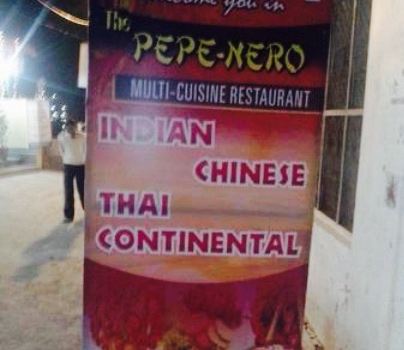 you in
The
PEPE-NERO
MULTI-CUISINE RESTAURANT
INDIAN
CHINESE
THAI
CONTINENTAL